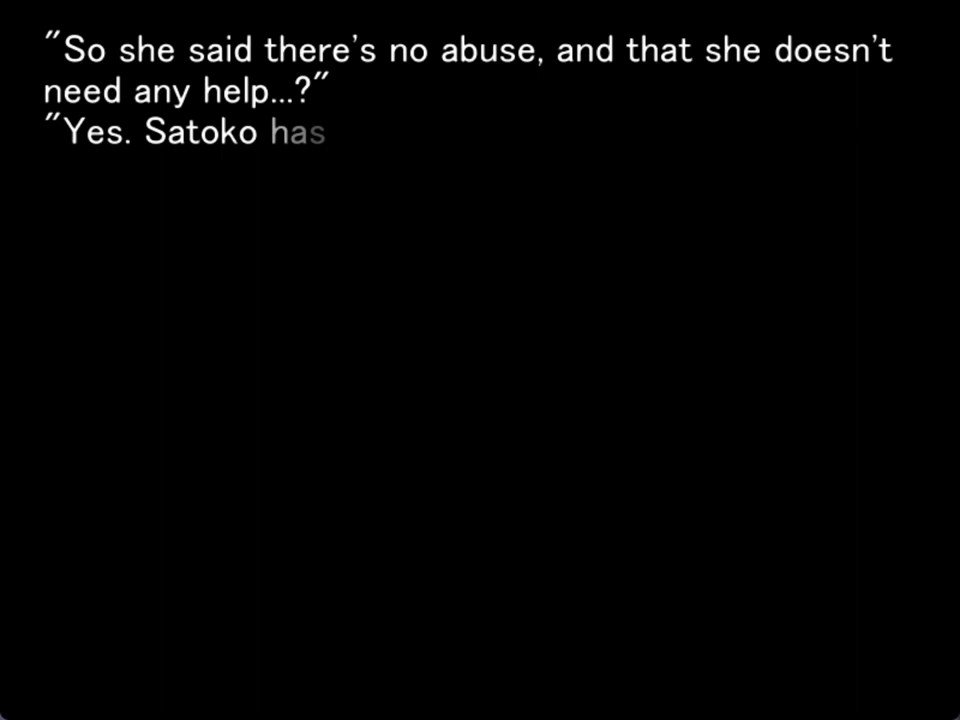 "So she said there's no abuse, and that she doesn't
need any help...?"
"Yes. Satoko has